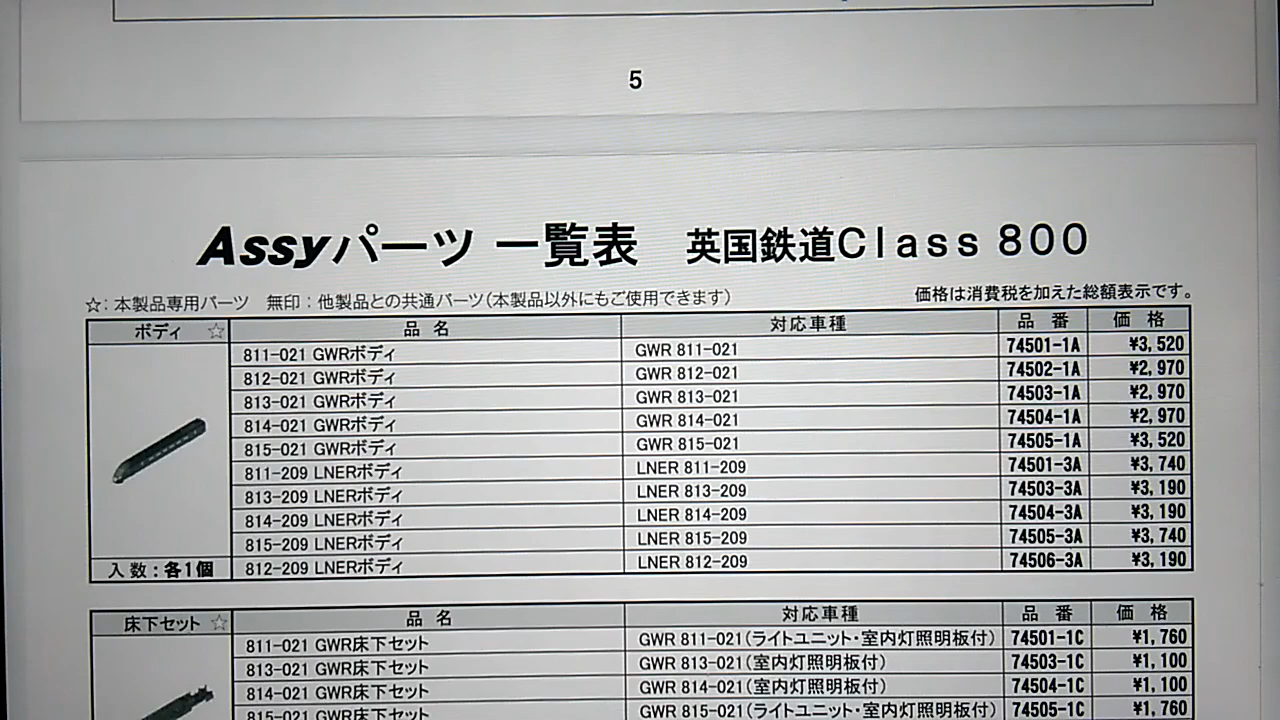 5
Assyパーツ 一覧表 英国鉄道Class 800
☆：本製品専用パーツ 無印：他製品との共通パーツ(本製品以外にもご使用できます) 価格は消費税を加えた総額表示です。
ボディ ☆ 品 名 対応車種 品 番 価 格
811-021 GWRボディ GWR 811-021 74501-1A ¥3,520
812-021 GWRボディ GWR 812-021 74502-1A ¥2,970
813-021 GWRボディ GWR 813-021 74503-1A ¥2,970
814-021 GWRボディ GWR 814-021 74504-1A ¥2,970
815-021 GWRボディ GWR 815-021 74505-1A ¥3,520
811-209 LNERボディ LNER 811-209 74501-3A ¥3,740
813-209 LNERボディ LNER 813-209 74503-3A ¥3,190
814-209 LNERボディ LNER 814-209 74504-3A ¥3,190
815-209 LNERボディ LNER 815-209 74505-3A ¥3,740
入数：各1個 812-209 LNERボディ LNER 812-209 74506-3A ¥3,190
床下セット ☆ 品 名 対応車種 品 番 価 格
811-021 GWR床下セット GWR 811-021(ライトユニット・室内灯照明板付) 74501-1C ¥1,760
813-021 GWR床下セット GWR 813-021(室内灯照明板付) 74503-1C ¥1,100
814-021 GWR床下セット GWR 814-021(室内灯照明板付) 74504-1C ¥1,100
815-021 GWR床下セット GWR 815-021(ライトユニット・室内灯照明板付) 74505-1C ¥1,760